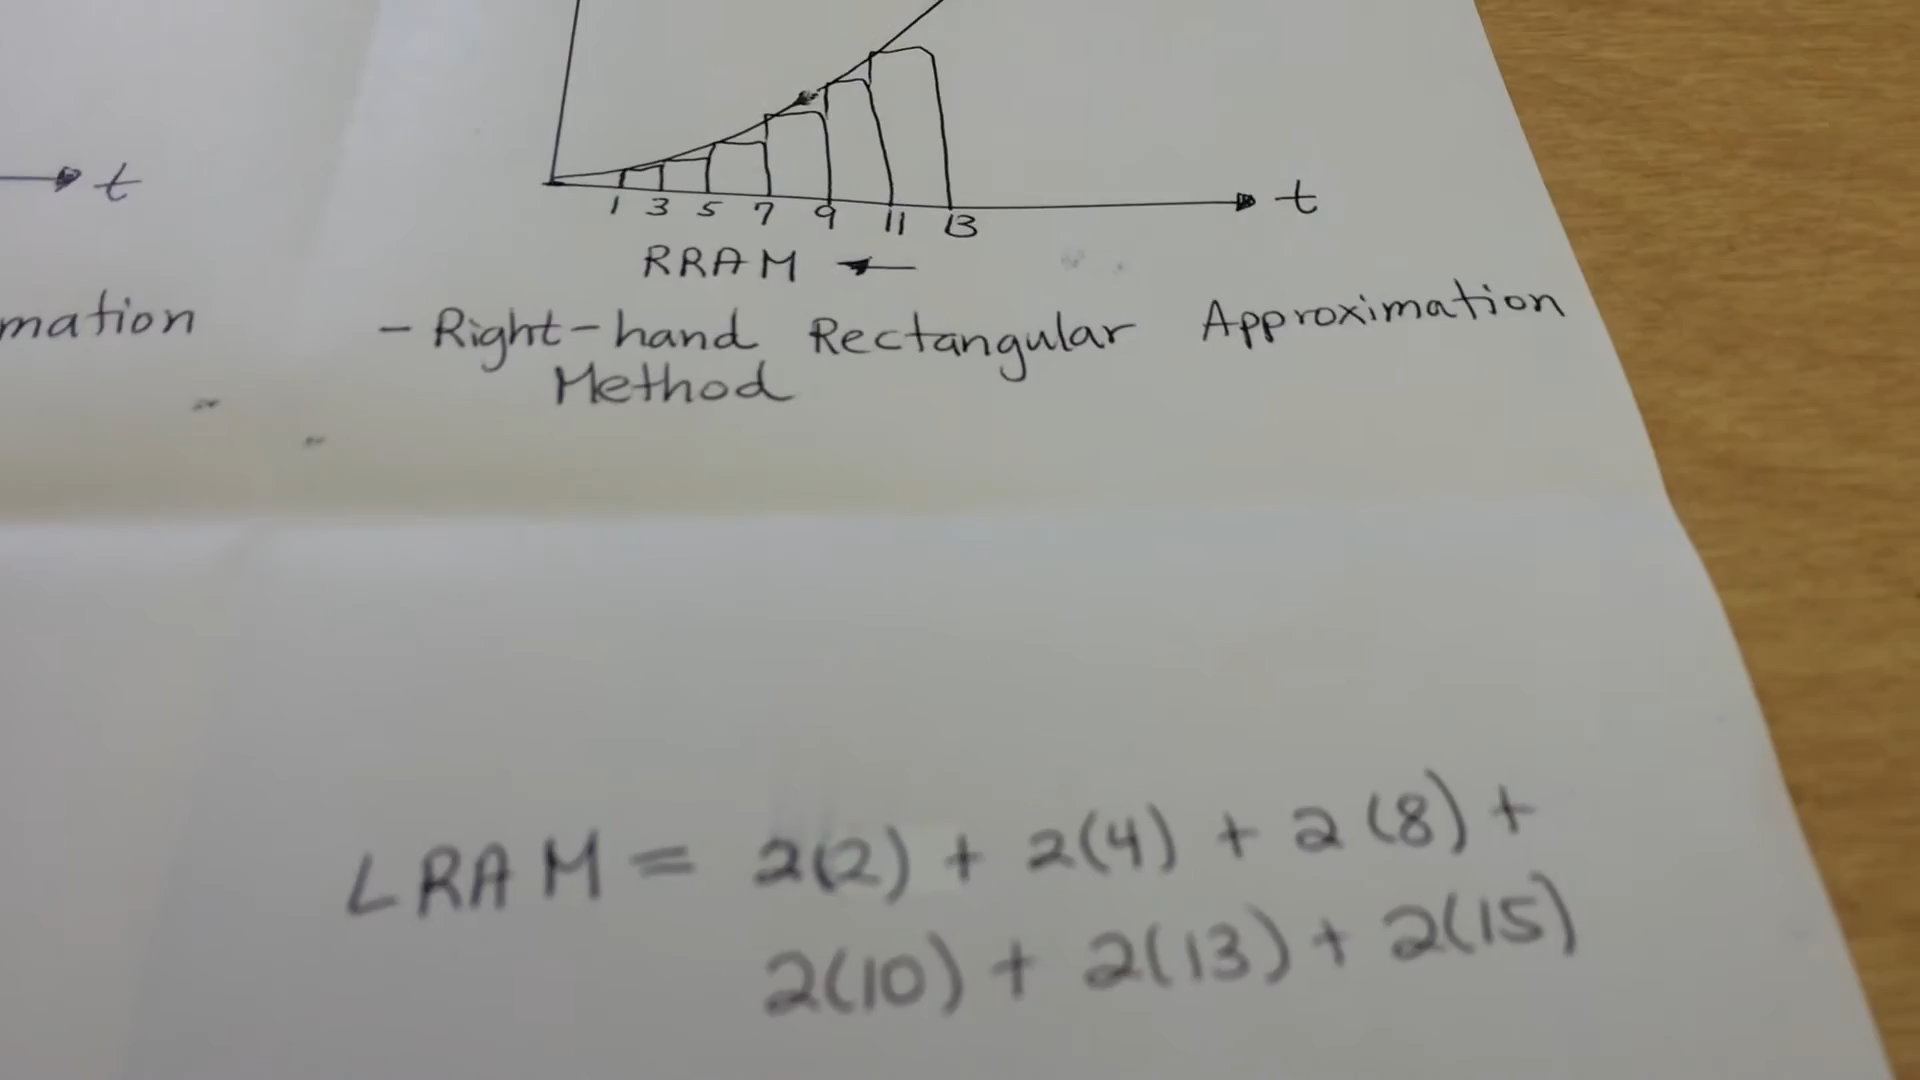 t
t
1 3 5 7 9 11 13
RRAM
mation
- Right-hand Rectangular Approximation
Method
LRAM = 2(2) + 2(4) + 2(8) +
2(10) + 2(13) + 2(15)